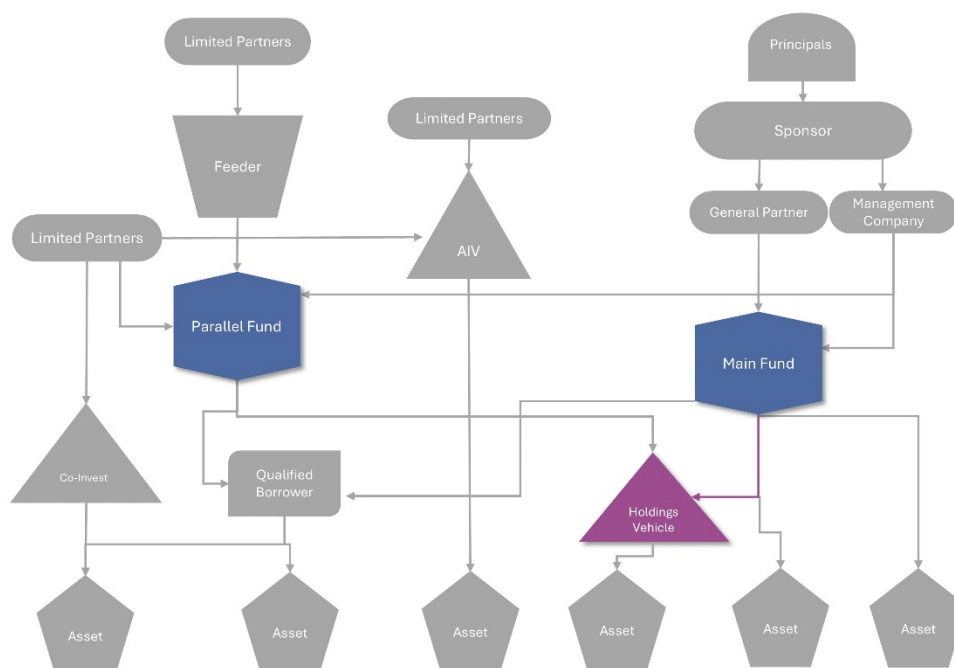 Limited Partners
Principals
Limited Partners
Sponsor
Feeder
General Partner
Management
Company
Limited Partners
AIV
Parallel Fund
Main Fund
Co-Invest
Qualified
Borrower
Holdings
Vehicle
Asset
Asset
Asset
Asset
Asset
Asset